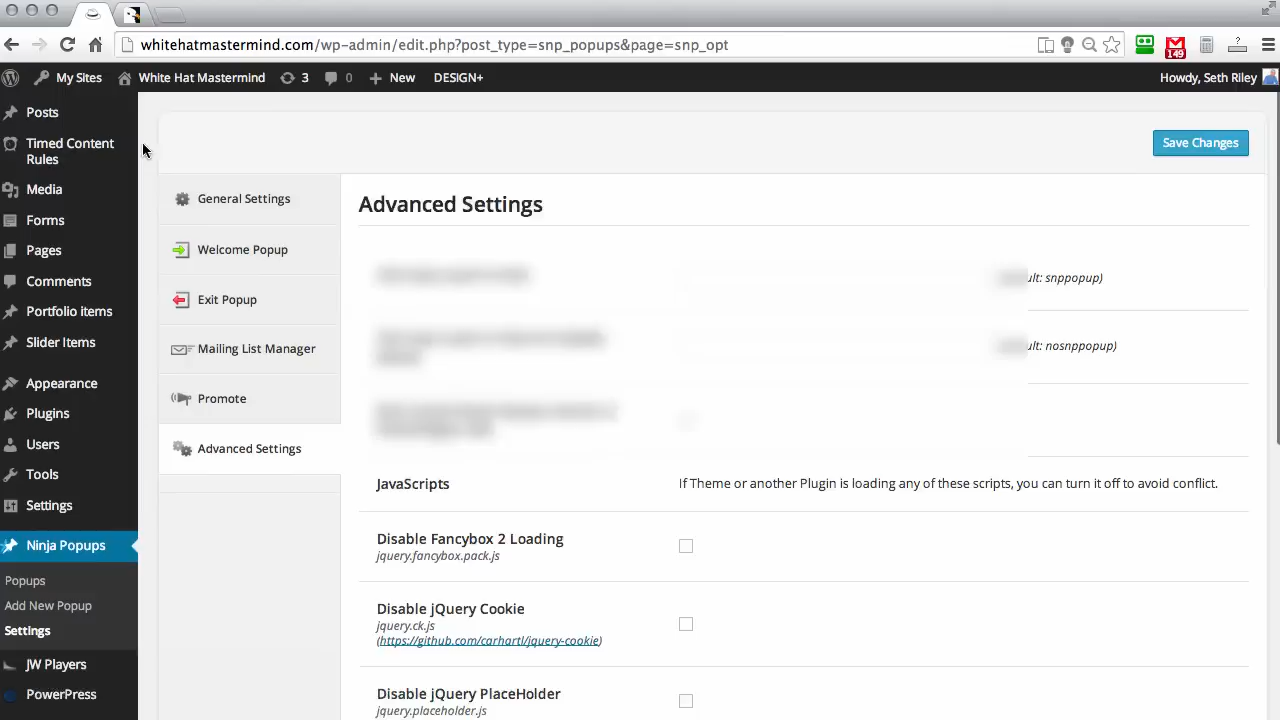 whitehatmastermind.com/wp-admin/edit.php?post_type=snp_popups&page=snp_opt
149
My Sites
White Hat Mastermind
3
0
New
DESIGN+
Howdy, Seth Riley
Posts
Timed Content
Rules
Media
Forms
Pages
Comments
Portfolio items
Slider Items
Appearance
Plugins
Users
Tools
Settings
Ninja Popups
Popups
Add New Popup
Settings
JW Players
PowerPress
Save Changes
General Settings
Welcome Popup
Exit Popup
Mailing List Manager
Promote
Advanced Settings
Advanced Settings
snppopup)
nosnppopup)
JavaScripts
If Theme or another Plugin is loading any of these scripts, you can turn it off to avoid conflict.
Disable Fancybox 2 Loading
jquery.fancybox.pack.js
Disable jQuery Cookie
jquery.ck.js
(https://github.com/carhartl/jquery-cookie)
Disable jQuery PlaceHolder
jquery.placeholder.js